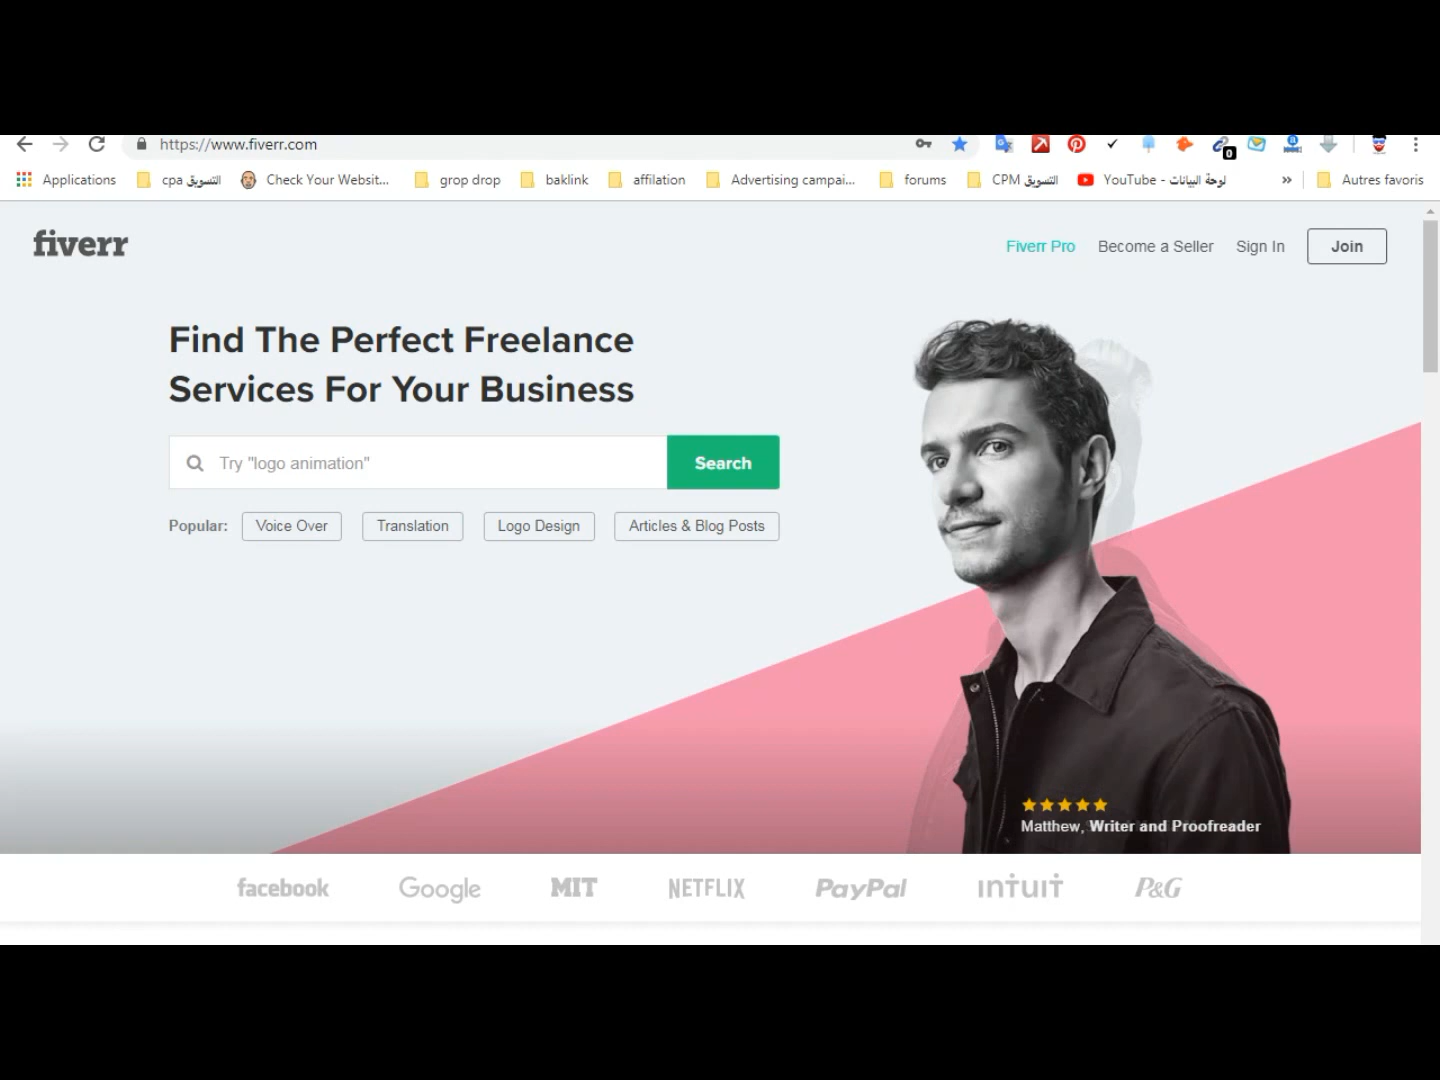 https://www.fiverr.com
0
Applications
cpa التسويق
Check Your Websit...
grop drop
baklink
affilation
Advertising campai...
forums
CPM التسويق
YouTube - لوحة البيانات
»
Autres favoris
fiverr
Fiverr Pro
Become a Seller
Sign In
Join
Find The Perfect Freelance
Services For Your Business
Try "logo animation"
Search
Popular:
Voice Over
Translation
Logo Design
Articles & Blog Posts
Matthew, Writer and Proofreader
facebook
Google
MIT
NETFLIX
PayPal
intuit
P&G